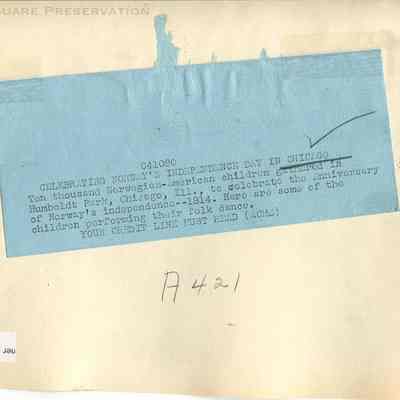 SQUARE PRESERVATION
041080
CELEBRATING NORWAY'S INDEPENDENCE DAY IN CHICAGO
Ten thousand Norwegian-American children gathered in
Humboldt Park, Chicago, Ill., to celebrate the Anniversary
of Norway's independence--1814. Here are some of the
children performing their folk dance.
YOUR CREDIT LINE MUST READ (ACME)
A421